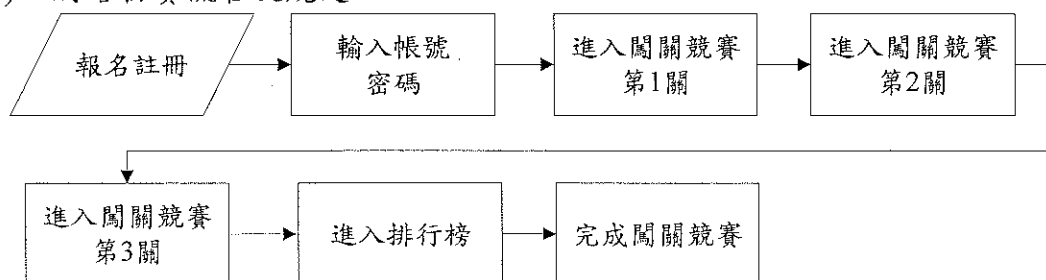 報名註冊
輸入帳號
密碼
進入闖關競賽
第1關
進入闖關競賽
第2關
進入闖關競賽
第3關
進入排行榜
完成闖關競賽